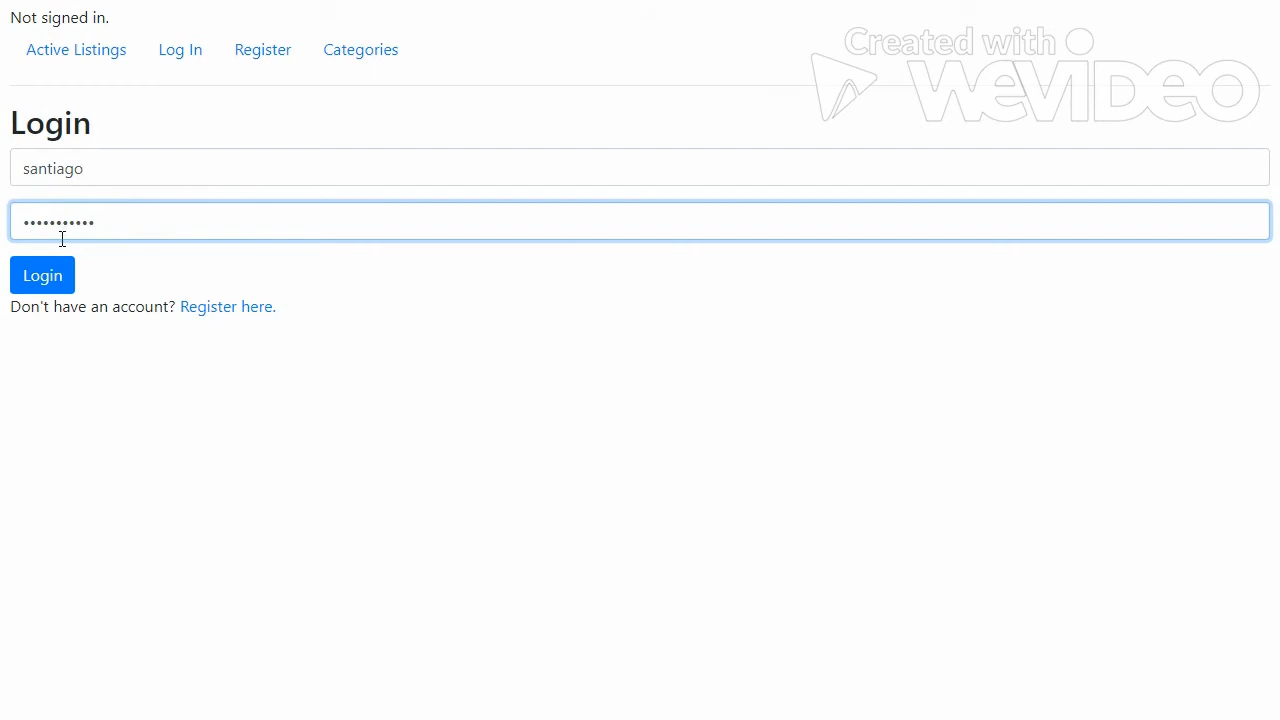 Not signed in.
Active Listings Log In Register Categories
Created with
WEVIDEO
Login
santiago
•••••••••••
Login
Don't have an account? Register here.